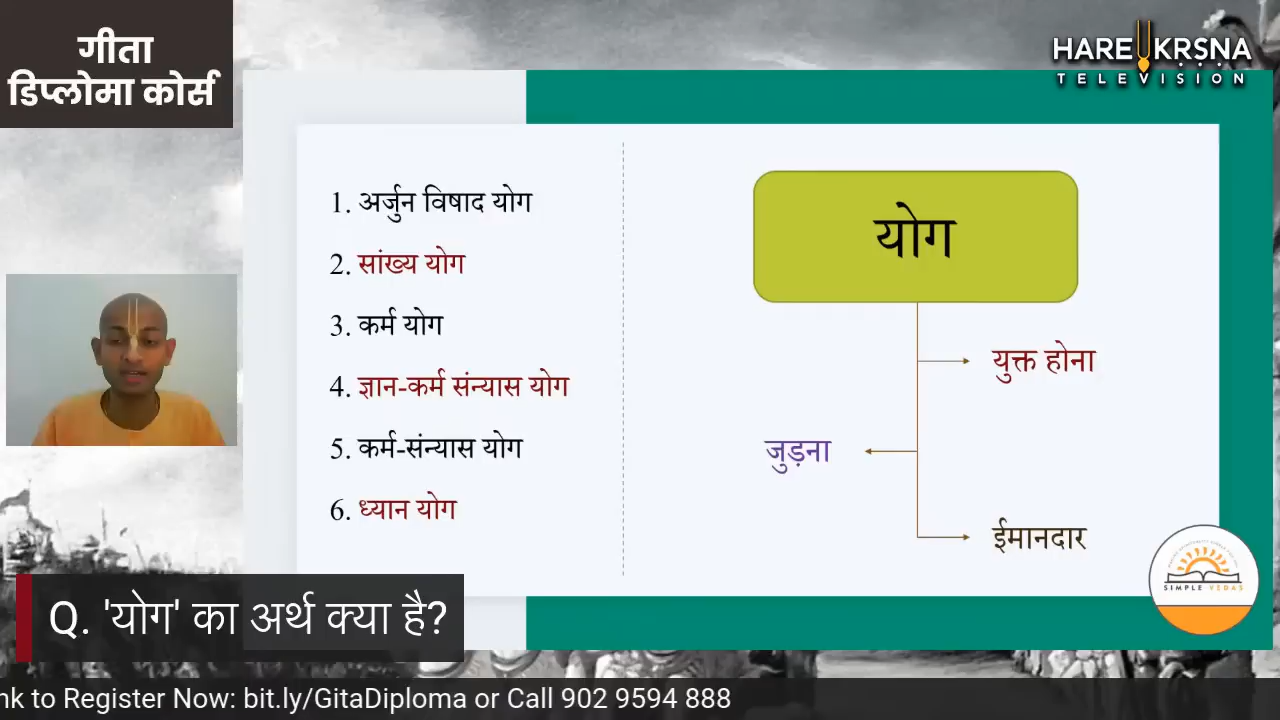 गीता
डिप्लोमा कोर्स
HARE KRSNA
TELEVISION
1. अर्जुन विषाद योग
2. सांख्य योग
3. कर्म योग
4. ज्ञान-कर्म संन्यास योग
5. कर्म-संन्यास योग
6. ध्यान योग
योग
युक्त होना
जुड़ना
ईमानदार
SIMPLE VEDAS
Q. 'योग' का अर्थ क्या है?
nk to Register Now: bit.ly/GitaDiploma or Call 902 9594 888